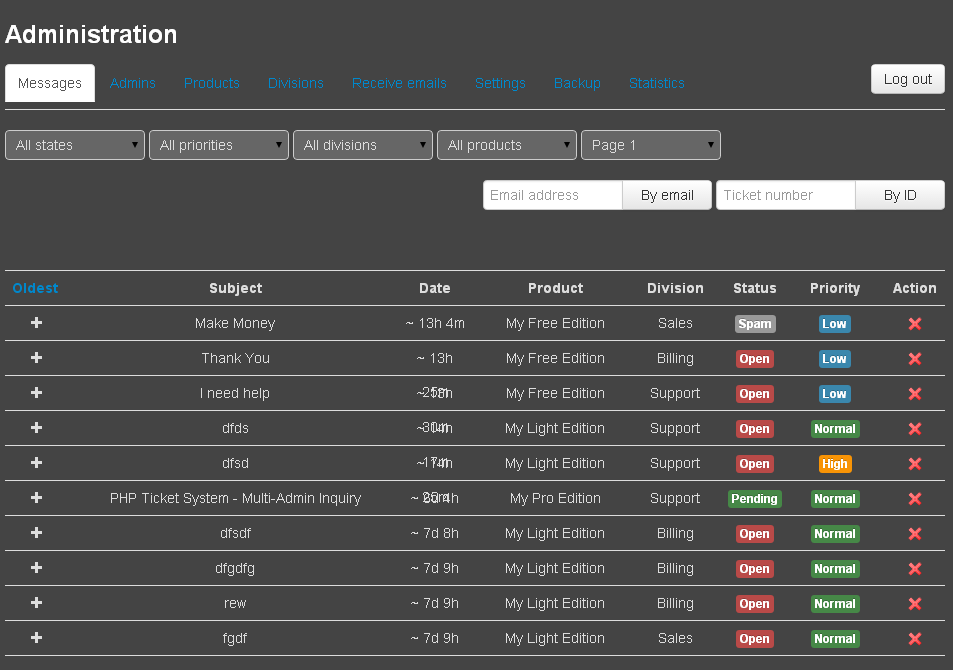 Administration
Messages Admins Products Divisions Receive emails Settings Backup Statistics Log out
All states All priorities All divisions All products Page 1
Email address By email Ticket number By ID
Oldest Subject Date Product Division Status Priority Action
Make Money ~ 13h 4m My Free Edition Sales Spam Low
Thank You ~ 13h My Free Edition Billing Open Low
I need help My Free Edition Support Open Low
dfds My Light Edition Support Open Normal
dfsd My Light Edition Support Open High
PHP Ticket System - Multi-Admin Inquiry My Pro Edition Support Pending Normal
dfsdf ~ 7d 8h My Light Edition Billing Open Normal
dfgdfg ~ 7d 9h My Light Edition Billing Open Normal
rew ~ 7d 9h My Light Edition Billing Open Normal
fgdf ~ 7d 9h My Light Edition Sales Open Normal